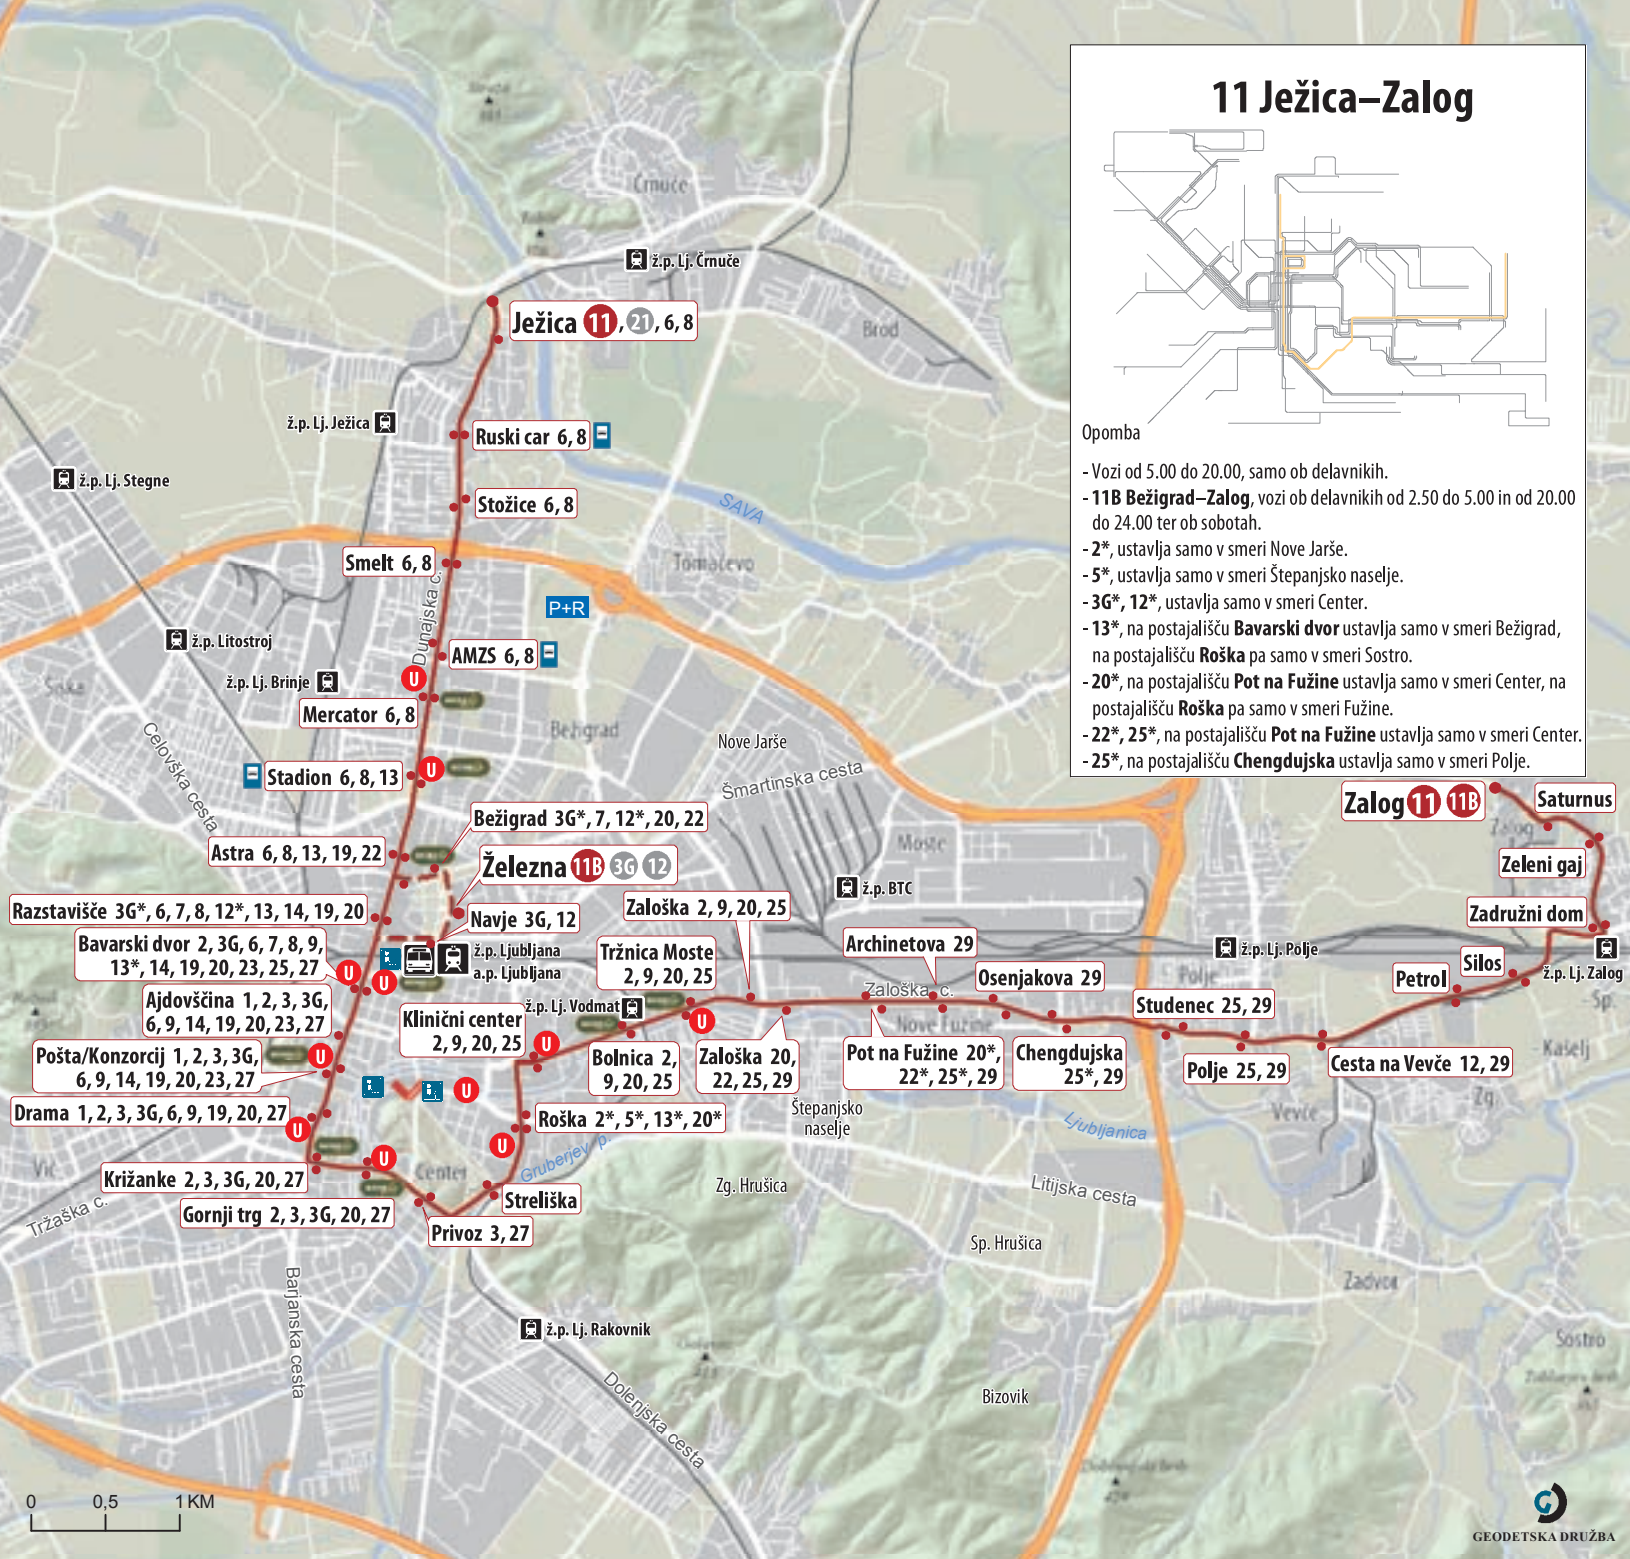 11 Ježica–Zalog
Opomba
- Vozi od 5.00 do 20.00, samo ob delavnikih.
- 11B Bežigrad–Zalog, vozi ob delavnikih od 2.50 do 5.00 in od 20.00
do 24.00 ter ob sobotah.
- 2*, ustavlja samo v smeri Nove Jarše.
- 5*, ustavlja samo v smeri Štepanjsko naselje.
- 3G*, 12*, ustavlja samo v smeri Center.
- 13*, na postajališču Bavarski dvor ustavlja samo v smeri Bežigrad,
na postajališču Roška pa samo v smeri Sostro.
- 20*, na postajališču Pot na Fužine ustavlja samo v smeri Center, na
postajališču Roška pa samo v smeri Fužine.
- 22*, 25*, na postajališču Pot na Fužine ustavlja samo v smeri Center.
- 25*, na postajališču Chengdujska ustavlja samo v smeri Polje.
Črnuče
ž.p. Lj. Črnuče
Ježica 11, 21, 6, 8
Brod
ž.p. Lj. Ježica
Ruski car 6, 8
ž.p. Lj. Stegne
Stožice 6, 8
SAVA
Smelt 6, 8
Tomačevo
Dunajska c.
P+R
ž.p. Litostroj
AMZS 6, 8
U
ž.p. Lj. Brinje
Šiška
Mercator 6, 8
Bežigrad
Nove Jarše
Celovška cesta
Stadion 6, 8, 13
U
Šmartinska cesta
Zalog 11 11B
Saturnus
Zalog
Bežigrad 3G*, 7, 12*, 20, 22
Astra 6, 8, 13, 19, 22
Moste
Železna 11B 3G 12
Zeleni gaj
ž.p. BTC
Razstavišče 3G*, 6, 7, 8, 12*, 13, 14, 19, 20
Navje 3G, 12
Zaloška 2, 9, 20, 25
Zadružni dom
Bavarski dvor 2, 3G, 6, 7, 8, 9,
13*, 14, 19, 20, 23, 25, 27
ž.p. Ljubljana
a.p. Ljubljana
Tržnica Moste
2, 9, 20, 25
Archinetova 29
ž.p. Lj. Polje
Silos
ž.p. Lj. Zalog
U
U
Osenjakova 29
Polje
Petrol
Zaloška c.
Sp.
Ajdovščina 1, 2, 3, 3G,
6, 9, 14, 19, 20, 23, 27
Klinični center
2, 9, 20, 25
ž.p. Lj. Vodmat
Studenec 25, 29
U
Nove Fužine
U
Pošta/Konzorcij 1, 2, 3, 3G,
6, 9, 14, 19, 20, 23, 27
U
Bolnica 2,
9, 20, 25
Zaloška 20,
22, 25, 29
Pot na Fužine 20*,
22*, 25*, 29
Chengdujska
25*, 29
Polje 25, 29
Cesta na Vevče 12, 29
Kašelj
U
Zg.
Drama 1, 2, 3, 3G, 6, 9, 19, 20, 27
U
Roška 2*, 5*, 13*, 20*
Štepanjsko
naselje
Ljubljanica
Vevče
U
U
Vič
Center
Gruberjev p.
Križanke 2, 3, 3G, 20, 27
Zg. Hrušica
Litijska cesta
Streliška
Tržaška c.
Gornji trg 2, 3, 3G, 20, 27
Privoz 3, 27
Sp. Hrušica
Zadvor
Barjanska cesta
ž.p. Lj. Rakovnik
Sostro
Dolenjska cesta
Bizovik
0 0,5 1 KM
G
GEODETSKA DRUŽBA